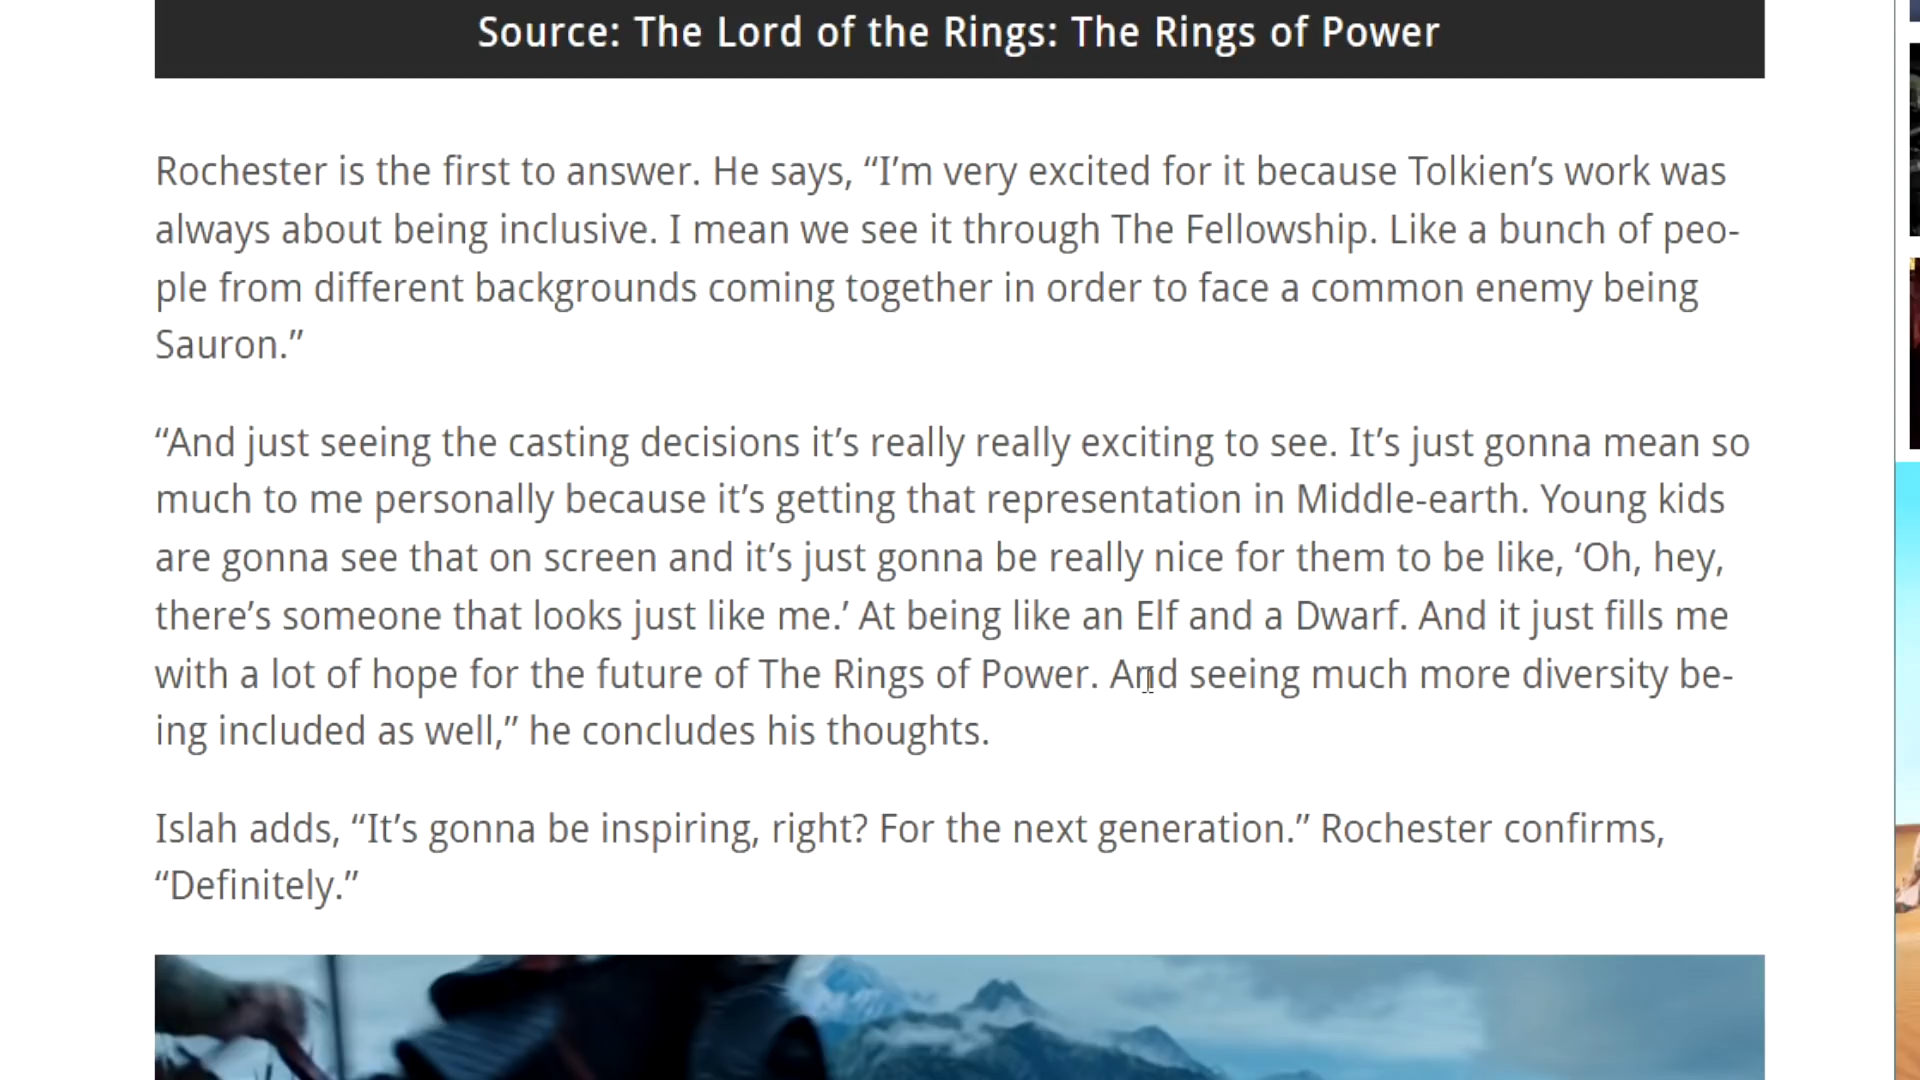 Source: The Lord of the Rings: The Rings of Power
Rochester is the first to answer. He says, “I’m very excited for it because Tolkien’s work was
always about being inclusive. I mean we see it through The Fellowship. Like a bunch of peo-
ple from different backgrounds coming together in order to face a common enemy being
Sauron.”
“And just seeing the casting decisions it’s really really exciting to see. It’s just gonna mean so
much to me personally because it’s getting that representation in Middle-earth. Young kids
are gonna see that on screen and it’s just gonna be really nice for them to be like, ‘Oh, hey,
there’s someone that looks just like me.’ At being like an Elf and a Dwarf. And it just fills me
with a lot of hope for the future of The Rings of Power. And seeing much more diversity be-
ing included as well,” he concludes his thoughts.
Islah adds, “It’s gonna be inspiring, right? For the next generation.” Rochester confirms,
“Definitely.”